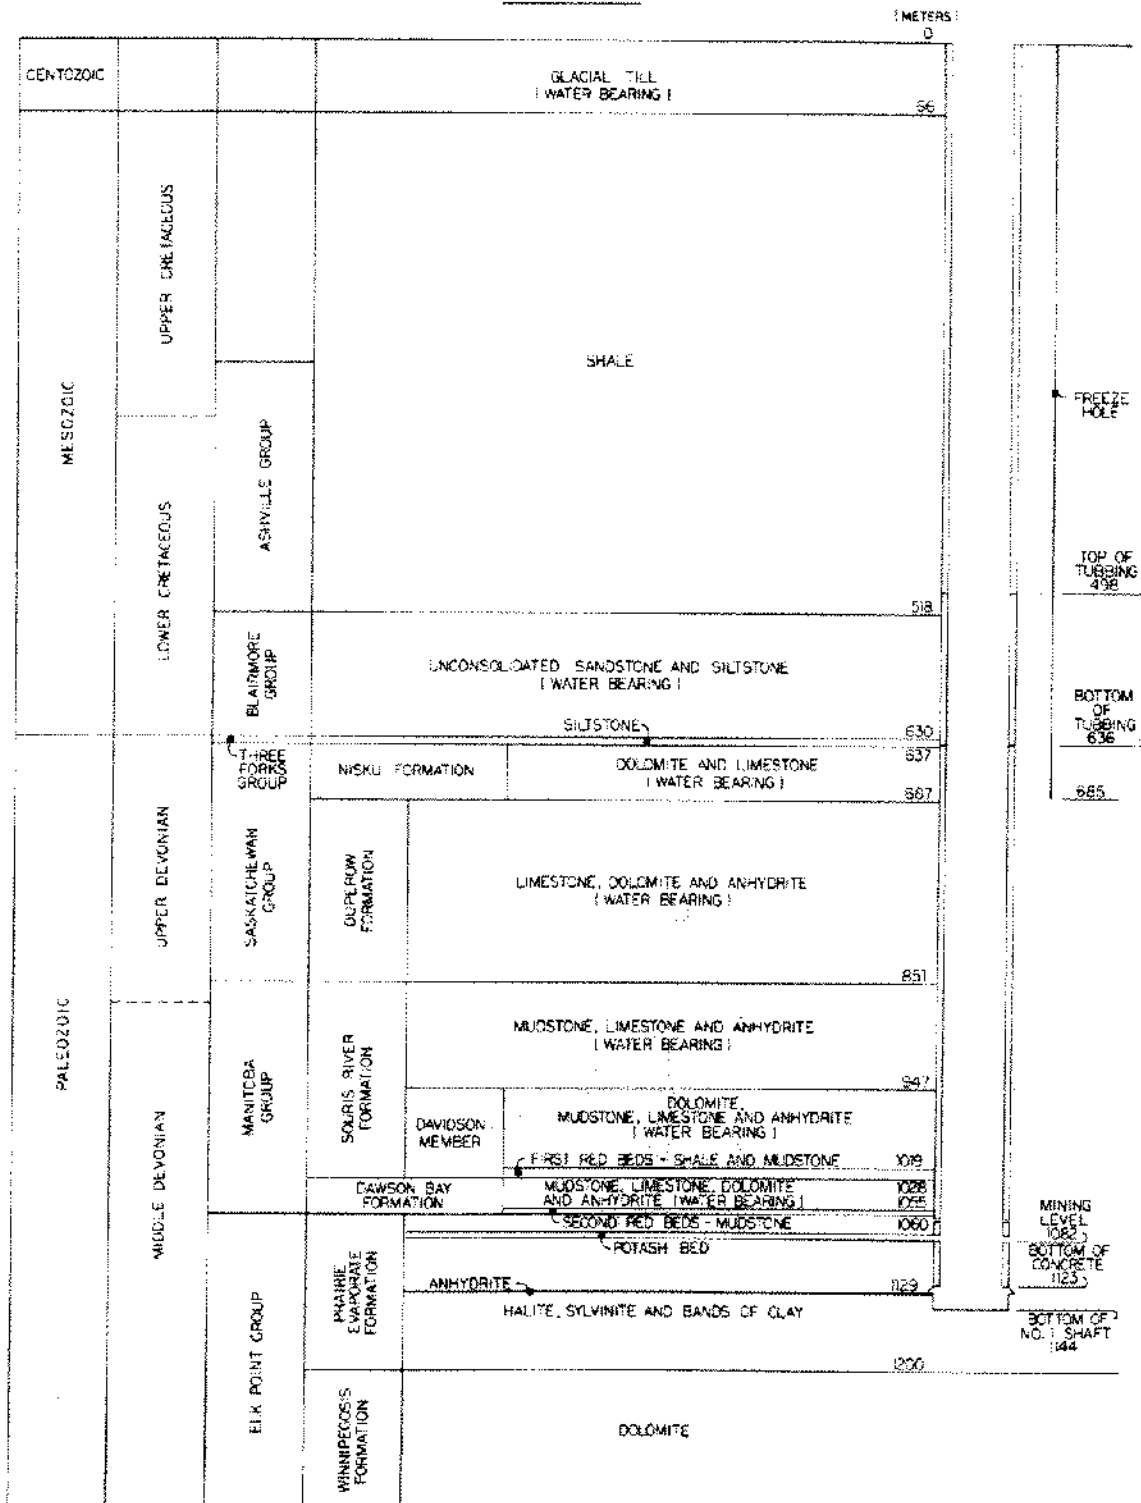 (METERS)
0
CENTOZOIC
GLACIAL TILL
(WATER BEARING)
66
UPPER CRETACEOUS
SHALE
MESOZOIC
FREEZE
HOLE
ASHVILLE GROUP
LOWER CRETACEOUS
TOP OF
TUBBING
498
518
BLAIRMORE
GROUP
UNCONSOLIDATED SANDSTONE AND SILTSTONE
(WATER BEARING)
BOTTOM
OF
TUBBING
636
SILTSTONE
630
637
THREE
FORKS
GROUP
NISKU FORMATION
DOLOMITE AND LIMESTONE
(WATER BEARING)
667
685
UPPER DEVONIAN
SASKATCHEWAN
GROUP
DUPEROW
FORMATION
LIMESTONE, DOLOMITE AND ANHYDRITE
(WATER BEARING)
851
PALEOZOIC
MANITOBA
GROUP
SOURIS RIVER
FORMATION
MUDSTONE, LIMESTONE AND ANHYDRITE
(WATER BEARING)
947
DAVIDSON
MEMBER
DOLOMITE,
MUDSTONE, LIMESTONE AND ANHYDRITE
(WATER BEARING)
FIRST RED BEDS - SHALE AND MUDSTONE
1019
MIDDLE DEVONIAN
DAWSON BAY
FORMATION
MUDSTONE, LIMESTONE, DOLOMITE
AND ANHYDRITE (WATER BEARING)
1028
1055
SECOND RED BEDS - MUDSTONE
1060
MINING
LEVEL
1082
POTASH BED
BOTTOM OF
CONCRETE
1123
PRAIRIE
EVAPORATE
FORMATION
ANHYDRITE
1129
HALITE, SYLVINITE AND BANDS OF CLAY
BOTTOM OF
NO. 1 SHAFT
1144
ELK POINT GROUP
1200
WINNIPEGOSIS
FORMATION
DOLOMITE